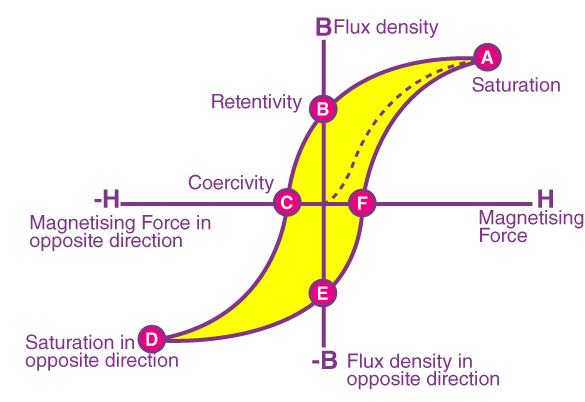 B Flux density
A
Saturation
Retentivity
B
Coercivity
-H
C
F
H
Magnetising Force in
opposite direction
Magnetising
Force
E
D
Saturation in
opposite direction
-B Flux density in
opposite direction